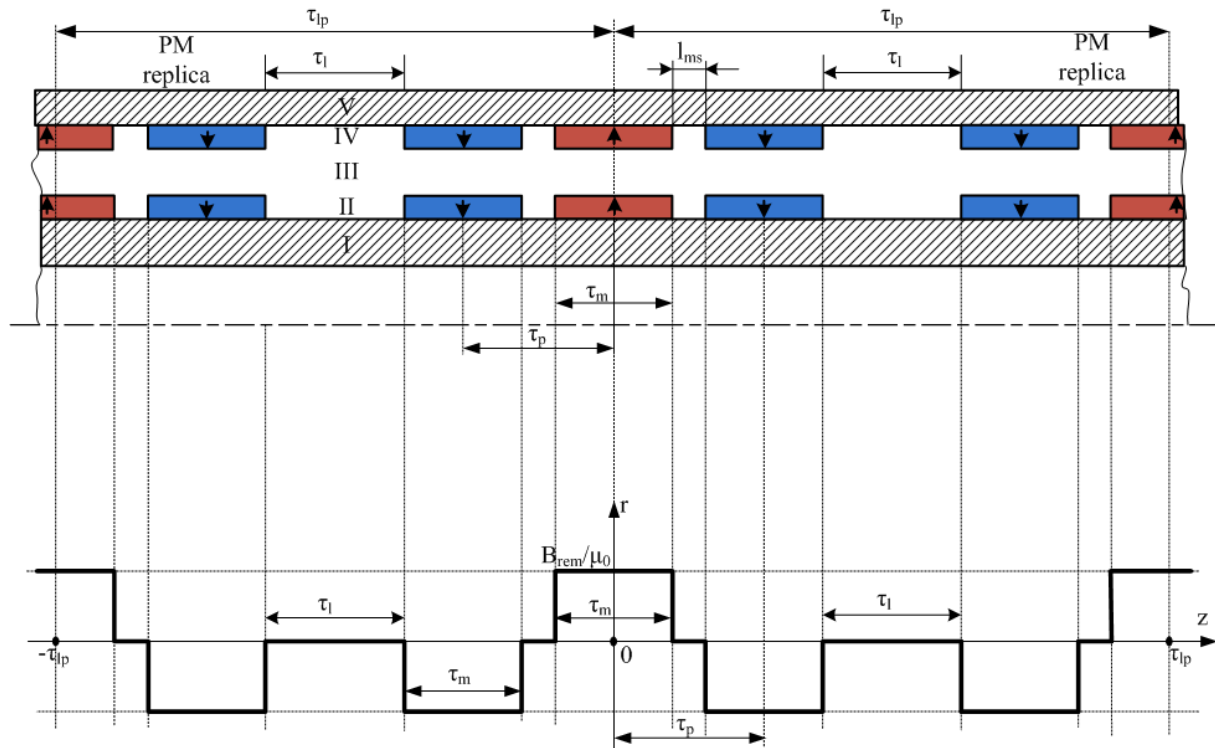 τlp τlp
PM replica τl lms τl PM replica
V
IV
III
II
I
τm
τp
r
Brem/μ0
τl τm τl z
-τlp 0 τlp
τm
τp